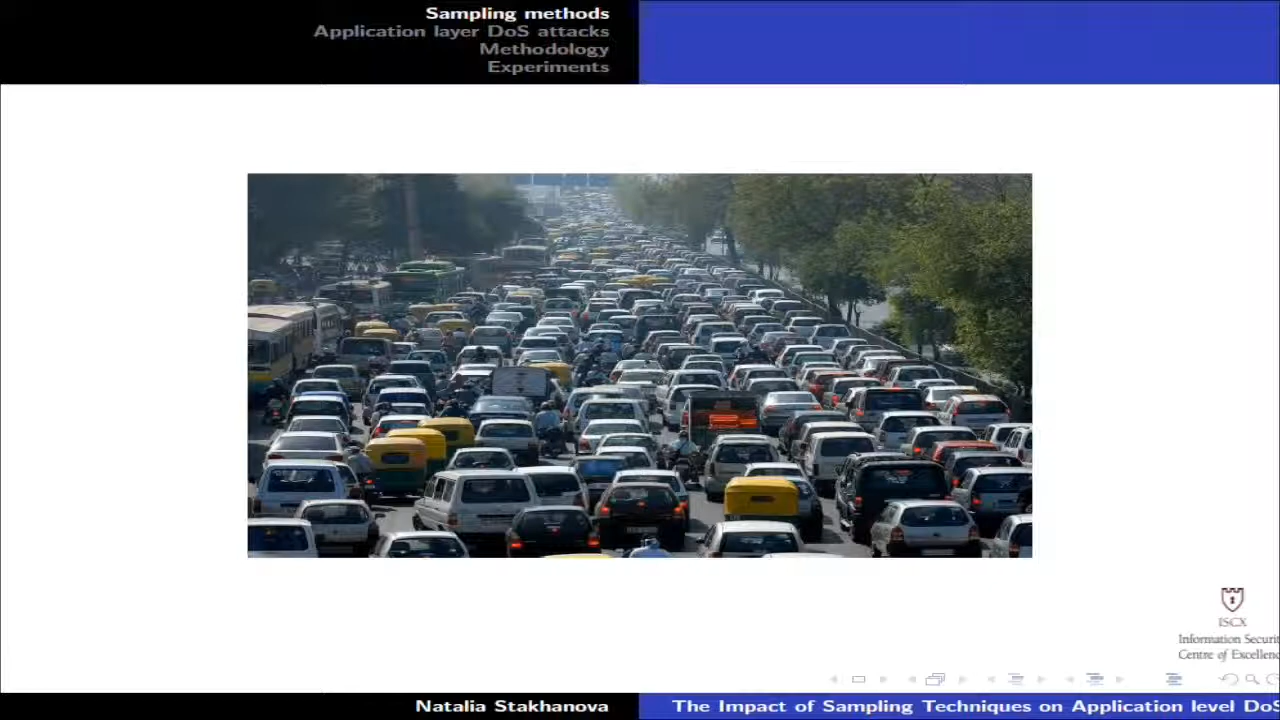 Sampling methods
Application layer DoS attacks
Methodology
Experiments
ISCX
Information Securit
Centre of Excellenc
Natalia Stakhanova
The Impact of Sampling Techniques on Application level DoS